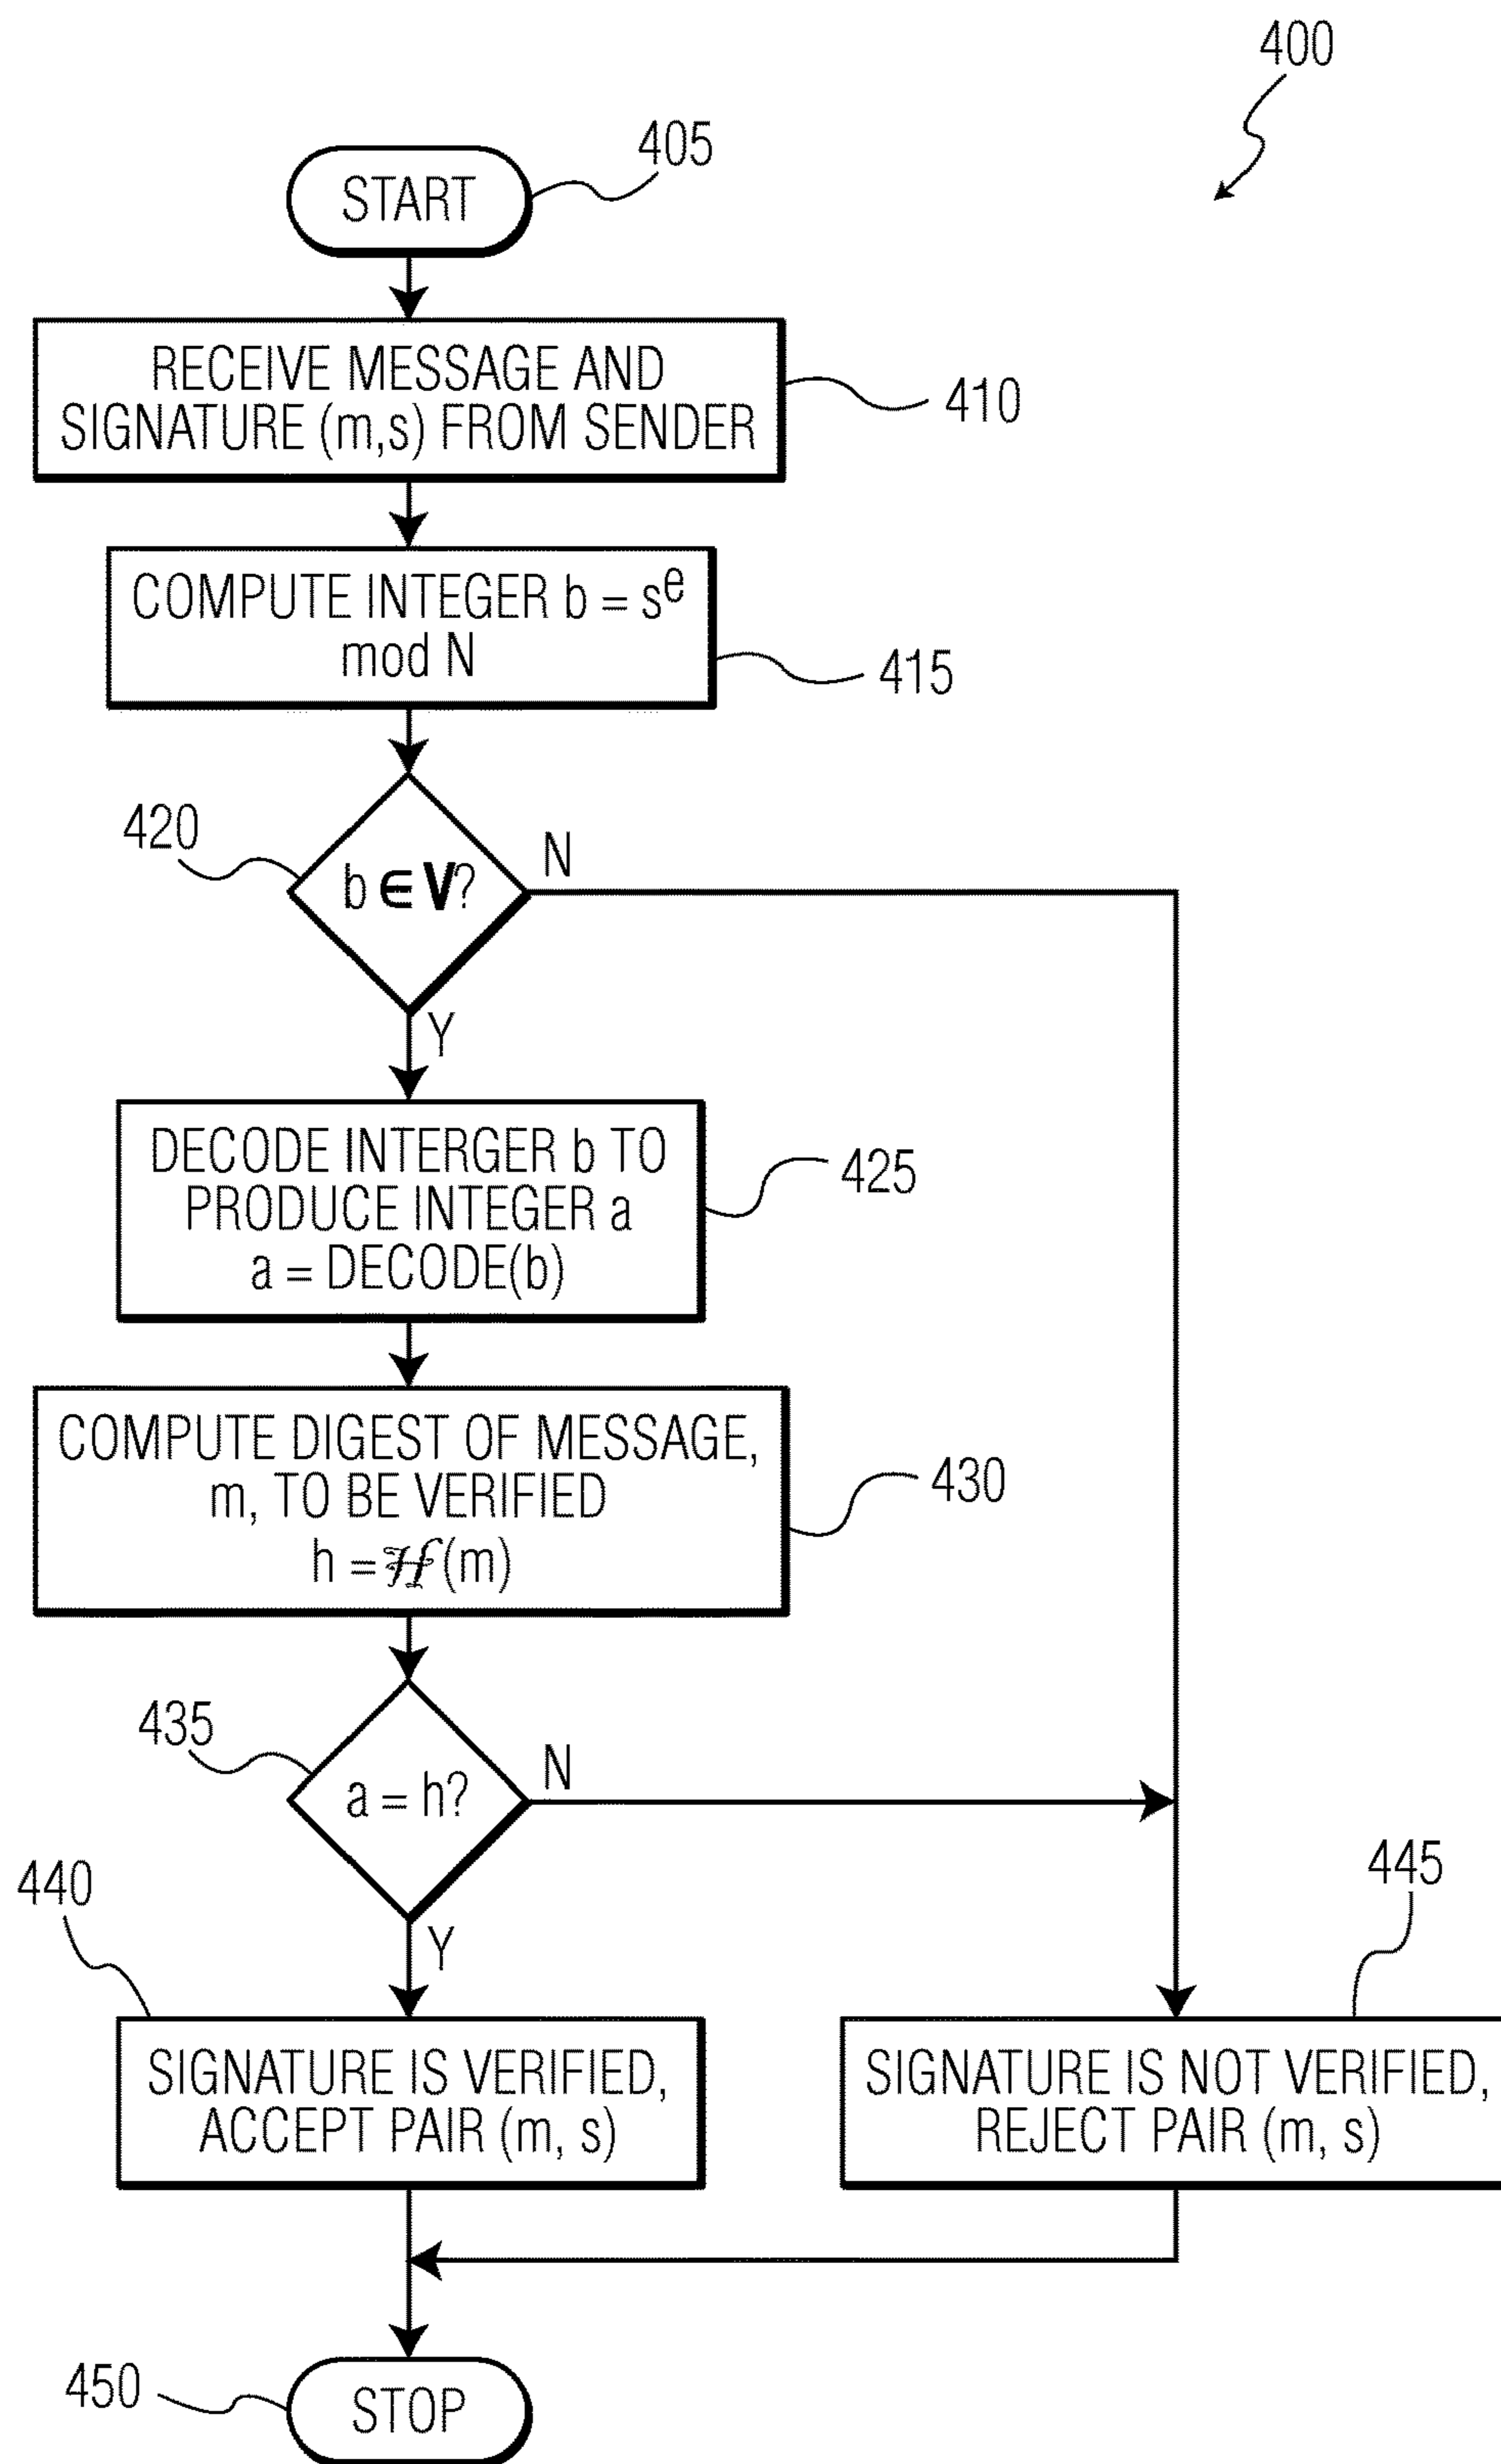 400
START
405
RECEIVE MESSAGE AND
SIGNATURE (m,s) FROM SENDER
410
COMPUTE INTEGER b = s^e
mod N
415
420
b ∈ V?
N
Y
DECODE INTERGER b TO
PRODUCE INTEGER a
a = DECODE(b)
425
COMPUTE DIGEST OF MESSAGE,
m, TO BE VERIFIED
h = ℋ(m)
430
435
a = h?
N
Y
440
SIGNATURE IS VERIFIED,
ACCEPT PAIR (m, s)
445
SIGNATURE IS NOT VERIFIED,
REJECT PAIR (m, s)
450
STOP